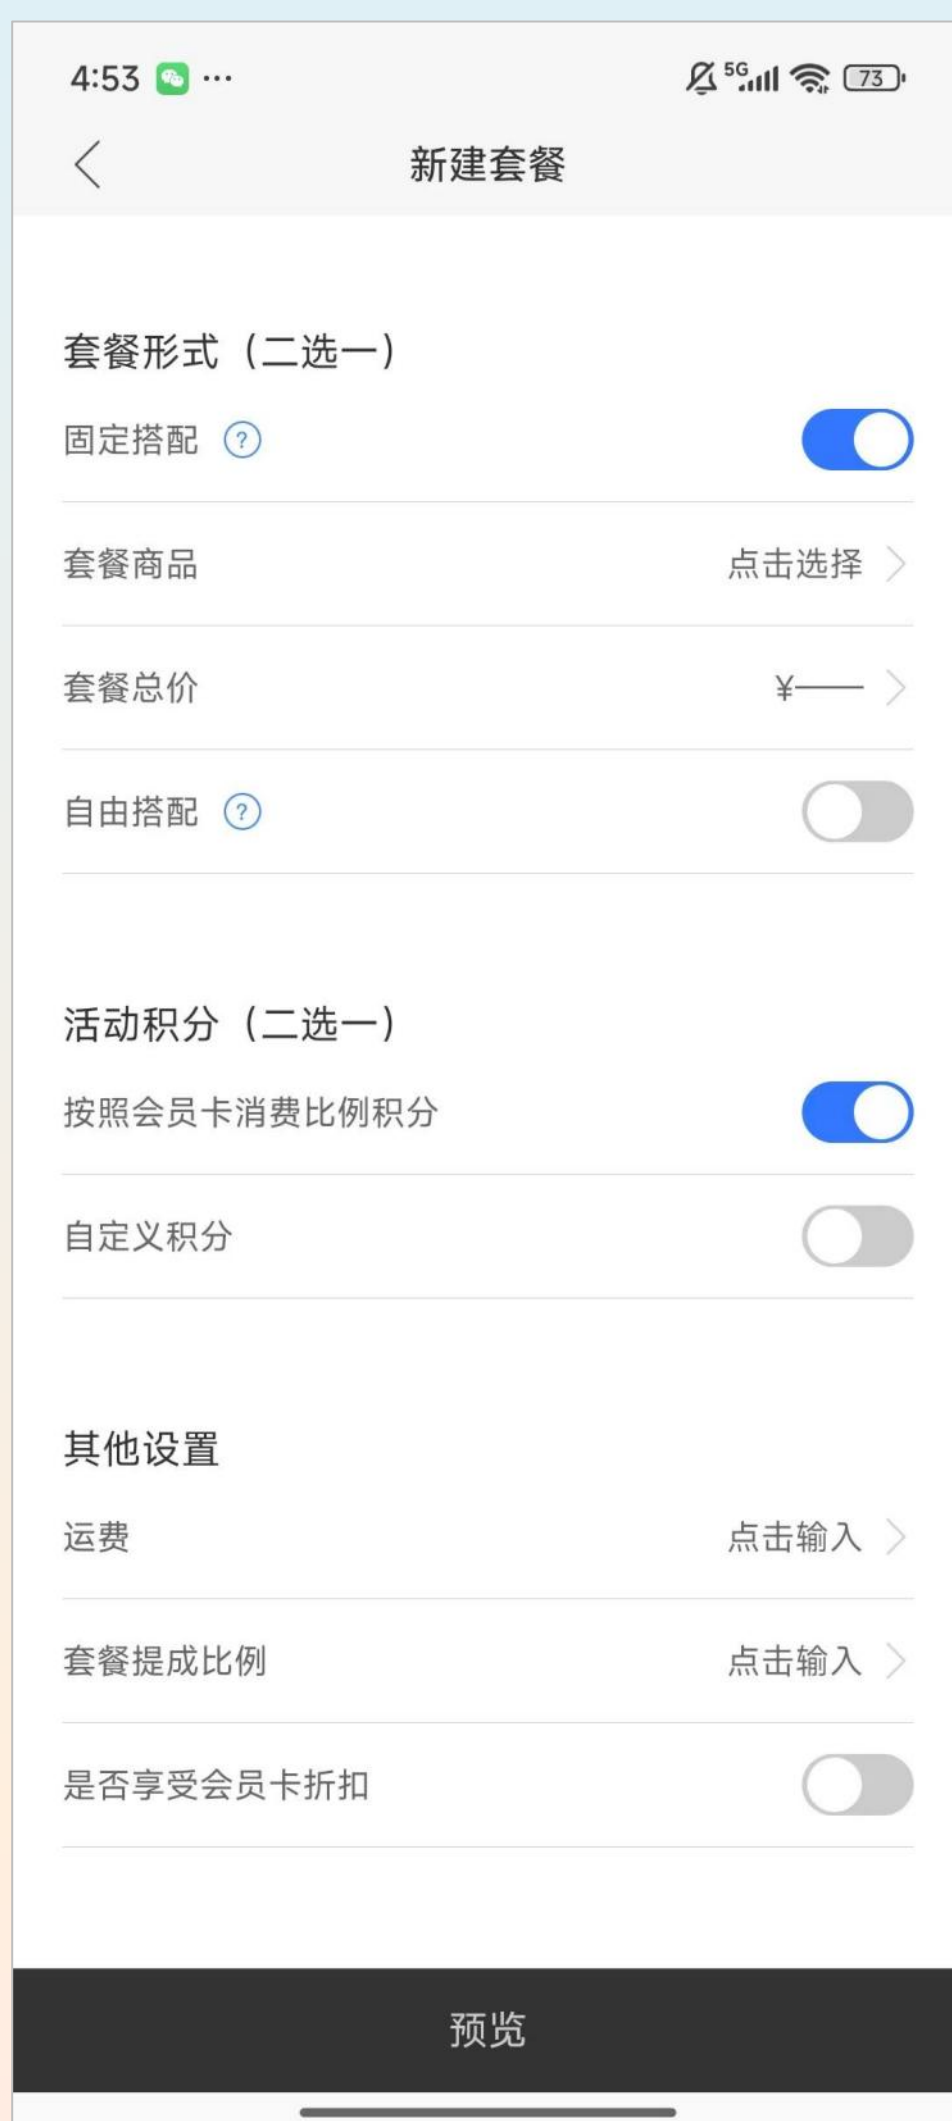 4:53 ... 5G 73
新建套餐
套餐形式（二选一）
固定搭配 ?
套餐商品 点击选择
套餐总价 ¥——
自由搭配 ?
活动积分（二选一）
按照会员卡消费比例积分
自定义积分
其他设置
运费 点击输入
套餐提成比例 点击输入
是否享受会员卡折扣
预览